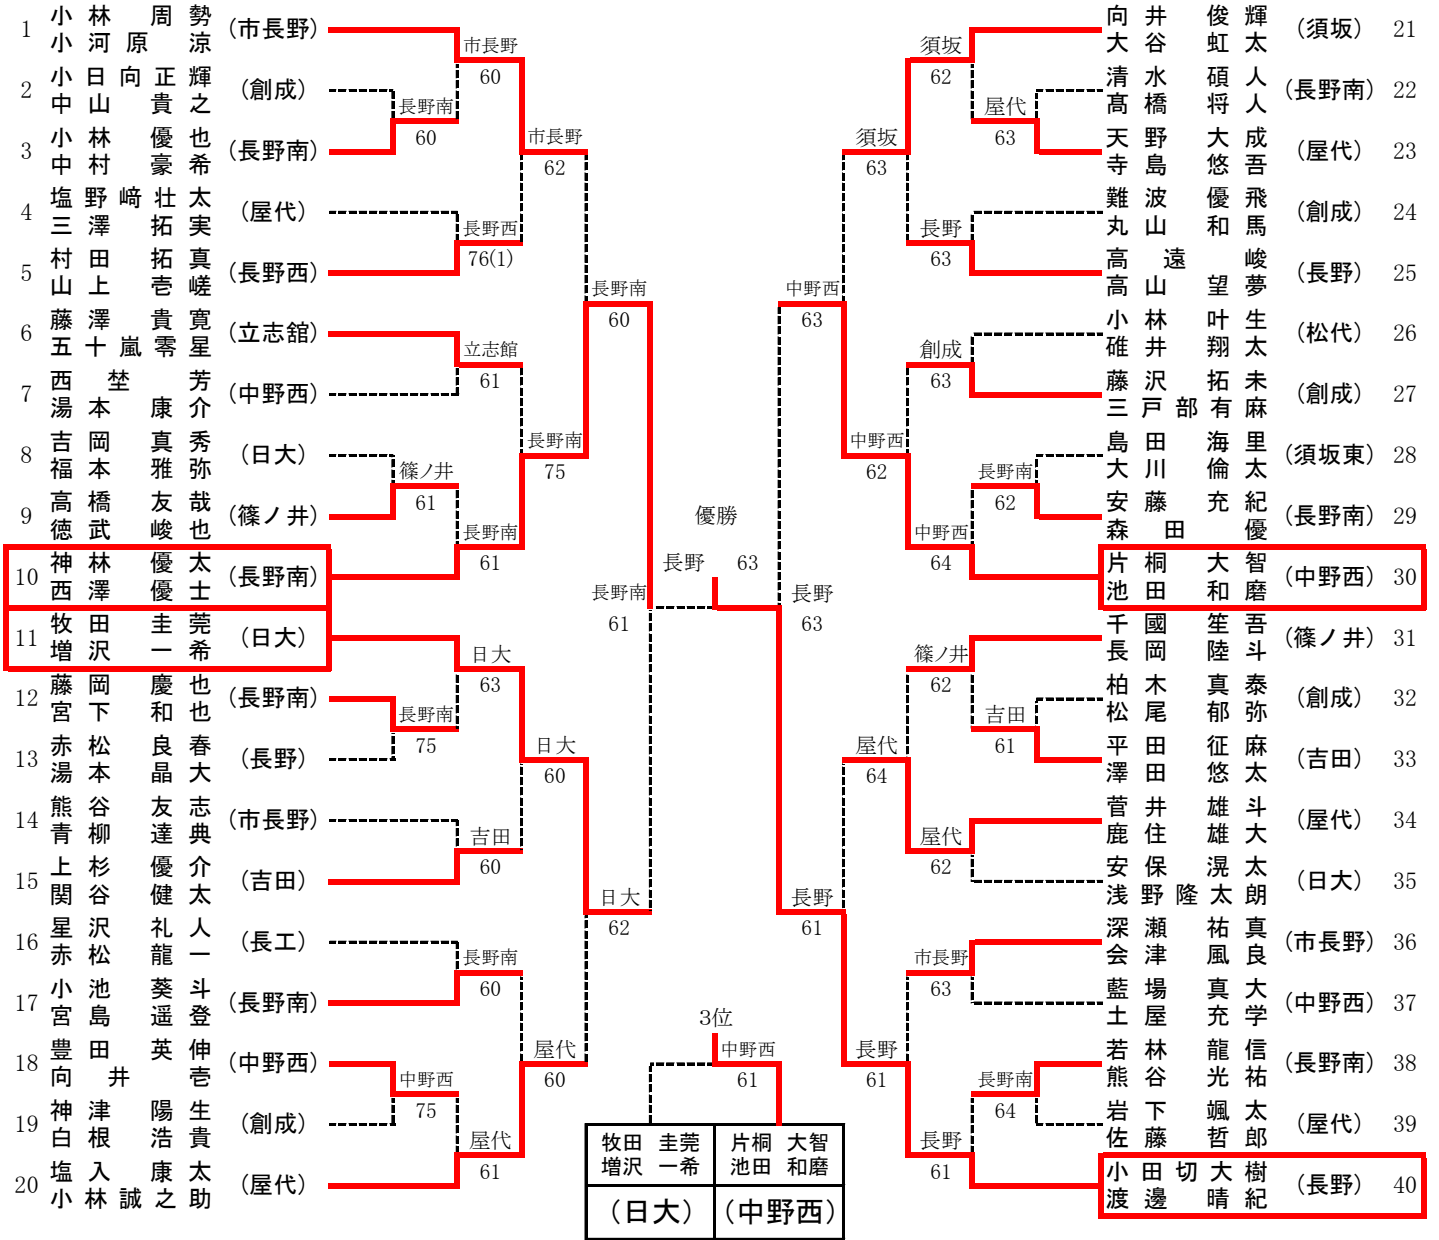 1 小林 周勢 (市長野)
小河原 涼
2 小日向正輝 (創成)
中山 貴之
3 小林 優也 (長野南)
中村 豪希
4 塩野﨑壮太 (屋代)
三澤 拓実
5 村田 拓真 (長野西)
山上 壱嵯
6 藤澤 貴寛 (立志舘)
五十嵐零星
7 西埜 芳 (中野西)
湯本 康介
8 吉岡 真秀 (日大)
福本 雅弥
9 高橋 友哉 (篠ノ井)
徳武 峻也
10 神林 優太 (長野南)
西澤 優士
11 牧田 圭莞 (日大)
増沢 一希
12 藤岡 慶也 (長野南)
宮下 和也
13 赤松 良春 (長野)
湯本 晶大
14 熊谷 友志 (市長野)
青柳 達典
15 上杉 優介 (吉田)
関谷 健太
16 星沢 礼人 (長工)
赤松 龍一
17 小池 葵斗 (長野南)
宮島 遥登
18 豊田 英伸 (中野西)
向井 壱
19 神津 陽生 (創成)
白根 浩貴
20 塩入 康太 (屋代)
小林誠之助
市長野
60
長野南
60
市長野
62
長野西
76(1)
長野南
60
立志館
61
長野南
75
篠ノ井
61
長野南
61
長野南
61
日大
63
長野南
75
日大
60
吉田
60
日大
62
長野南
60
屋代
60
中野西
75
屋代
61
優勝
長野 63
3位
中野西
61
牧田 圭莞
増沢 一希
(日大)
片桐 大智
池田 和磨
(中野西)
須坂
62
屋代
63
須坂
63
長野
63
中野西
63
創成
63
中野西
62
長野南
62
中野西
64
長野
63
篠ノ井
62
吉田
61
屋代
64
屋代
62
長野
61
市長野
63
長野
61
長野南
64
長野
61
向井 俊輝 (須坂) 21
大谷 虹太
清水 碩人 (長野南) 22
髙橋 将人
天野 大成 (屋代) 23
寺島 悠吾
難波 優飛 (創成) 24
丸山 和馬
高遠 峻 (長野) 25
高山 望夢
小林 叶生 (松代) 26
碓井 翔太
藤沢 拓未 (創成) 27
三戸部有麻
島田 海里 (須坂東) 28
大川 倫太
安藤 充紀 (長野南) 29
森田 優
片桐 大智 (中野西) 30
池田 和磨
千國 笙吾 (篠ノ井) 31
長岡 陸斗
柏木 真泰 (創成) 32
松尾 郁弥
平田 征麻 (吉田) 33
澤田 悠太
菅井 雄斗 (屋代) 34
鹿住 雄大
安保 滉太 (日大) 35
浅野隆太朗
深瀬 祐真 (市長野) 36
会津 風良
藍場 真大 (中野西) 37
土屋 充学
若林 龍信 (長野南) 38
熊谷 光祐
岩下 颯太 (屋代) 39
佐藤 哲郎
小田切大樹 (長野) 40
渡邊 晴紀